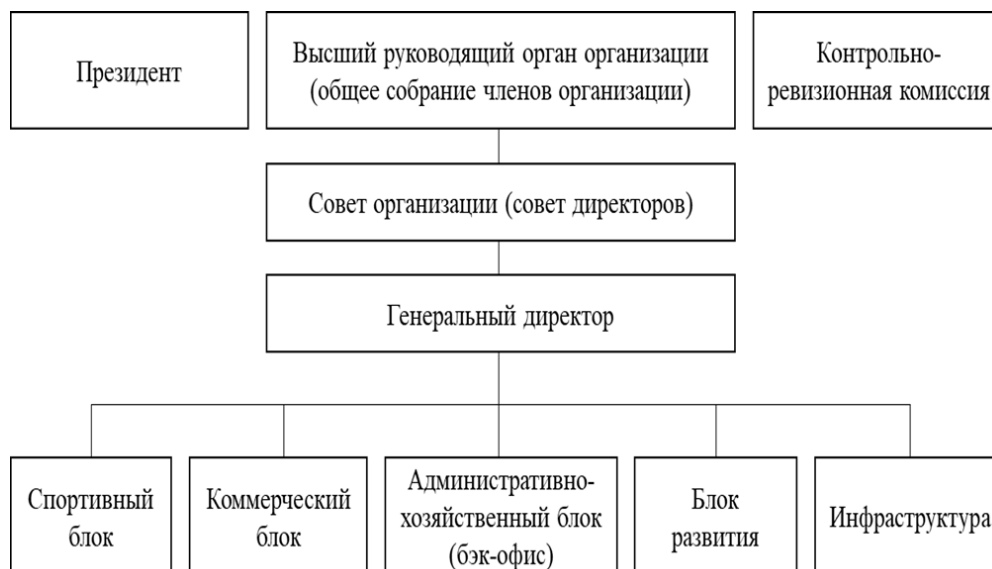 Президент
Высший руководящий орган организации
(общее собрание членов организации)
Контрольно-
ревизионная комиссия
Совет организации (совет директоров)
Генеральный директор
Спортивный
блок
Коммерческий
блок
Административно-
хозяйственный блок
(бэк-офис)
Блок
развития
Инфраструктура